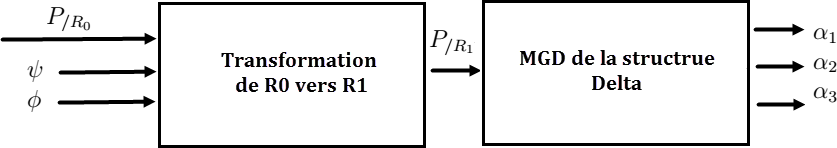 P/R₀
ψ
ϕ
Transformation
de R0 vers R1
P/R₁
MGD de la structrue
Delta
α₁
α₂
α₃